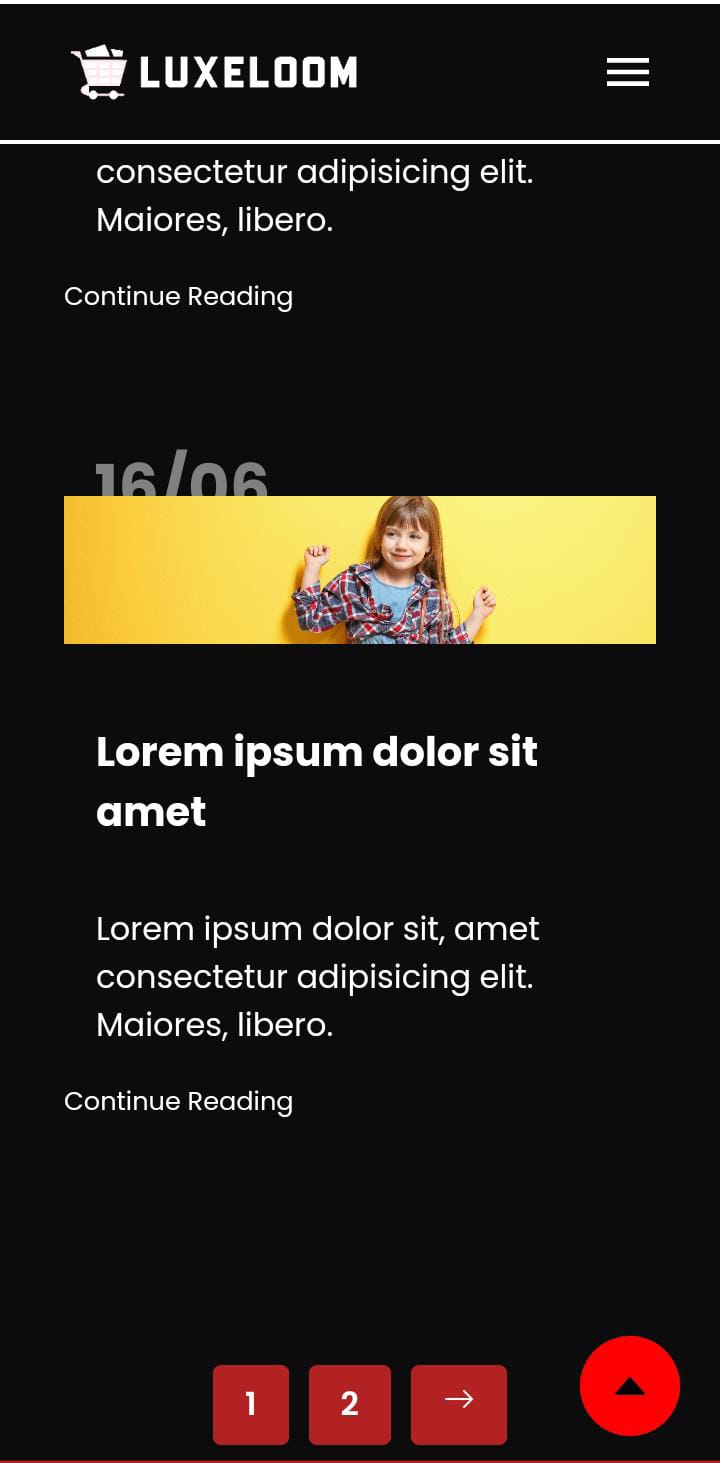 LUXELOOM
consectetur adipisicing elit.
Maiores, libero.
Continue Reading
16/06
Lorem ipsum dolor sit
amet
Lorem ipsum dolor sit, amet
consectetur adipisicing elit.
Maiores, libero.
Continue Reading
1 2 →